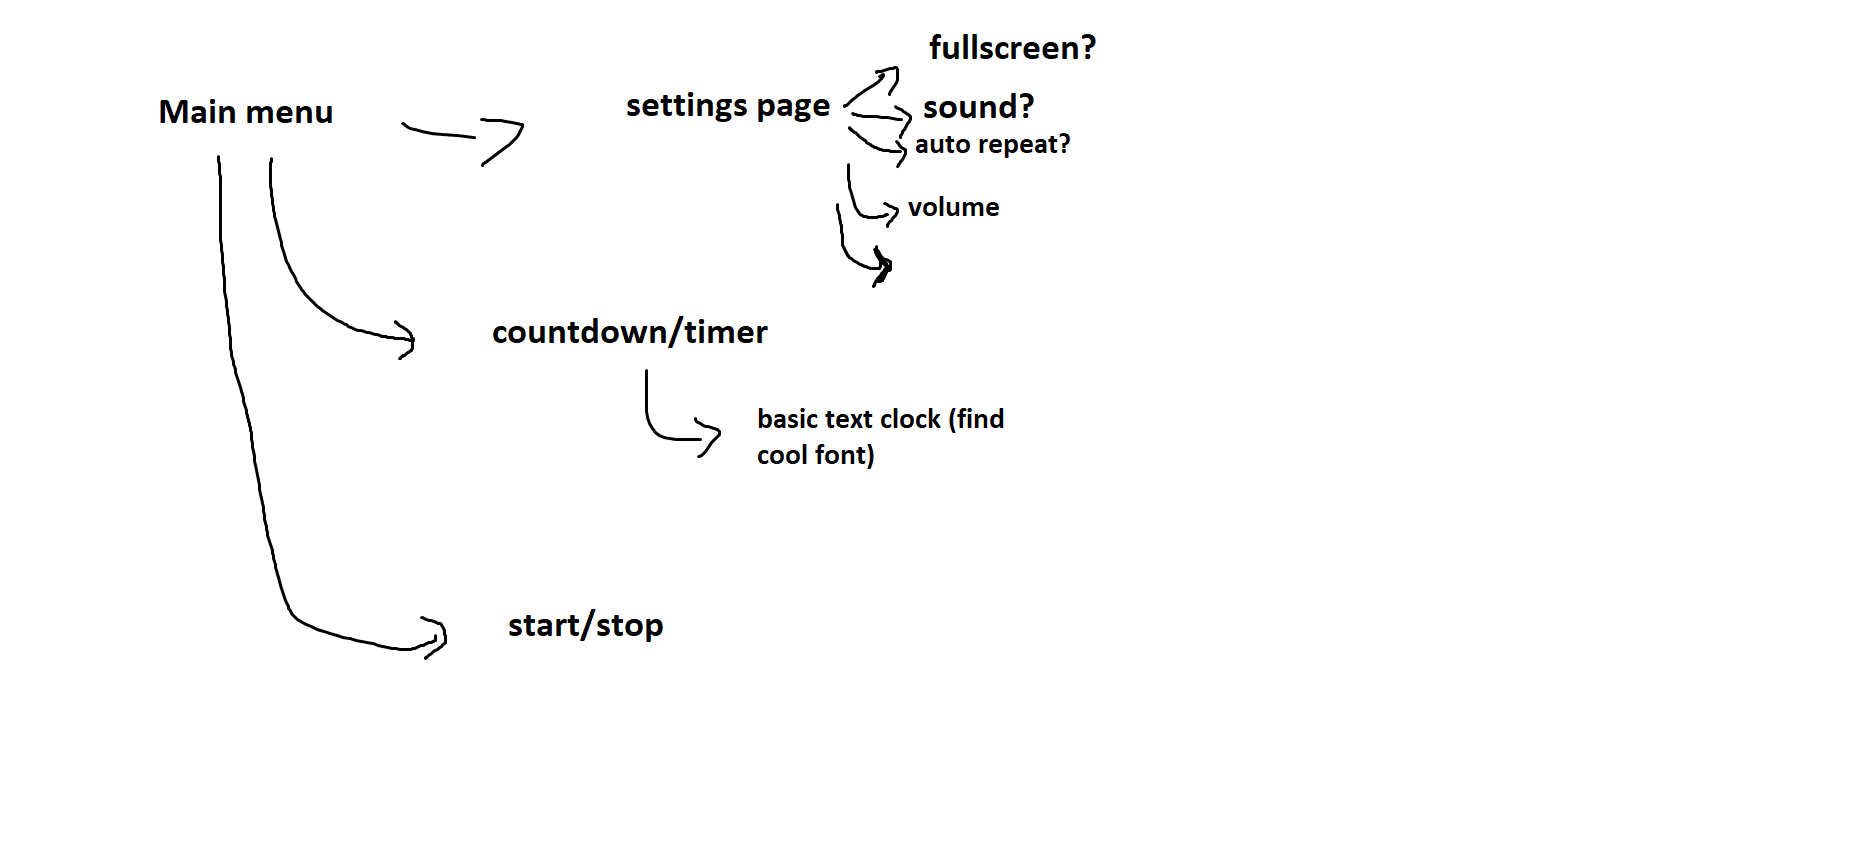 fullscreen?
Main menu
settings page
sound?
auto repeat?
volume
countdown/timer
basic text clock (find
cool font)
start/stop